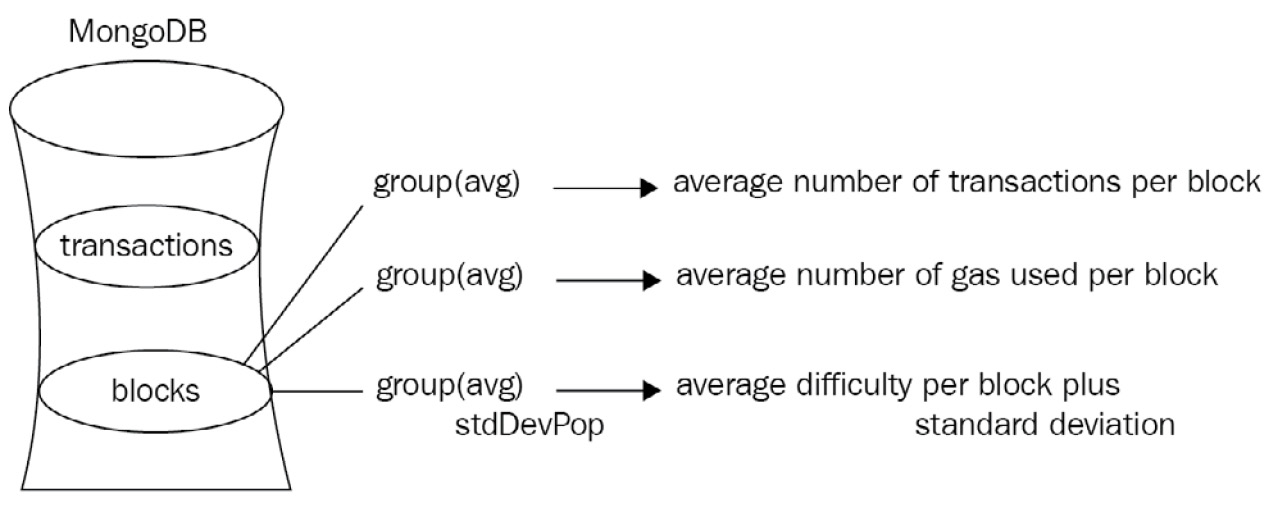 MongoDB
group(avg) average number of transactions per block
transactions
group(avg) average number of gas used per block
blocks group(avg) average difficulty per block plus
stdDevPop standard deviation